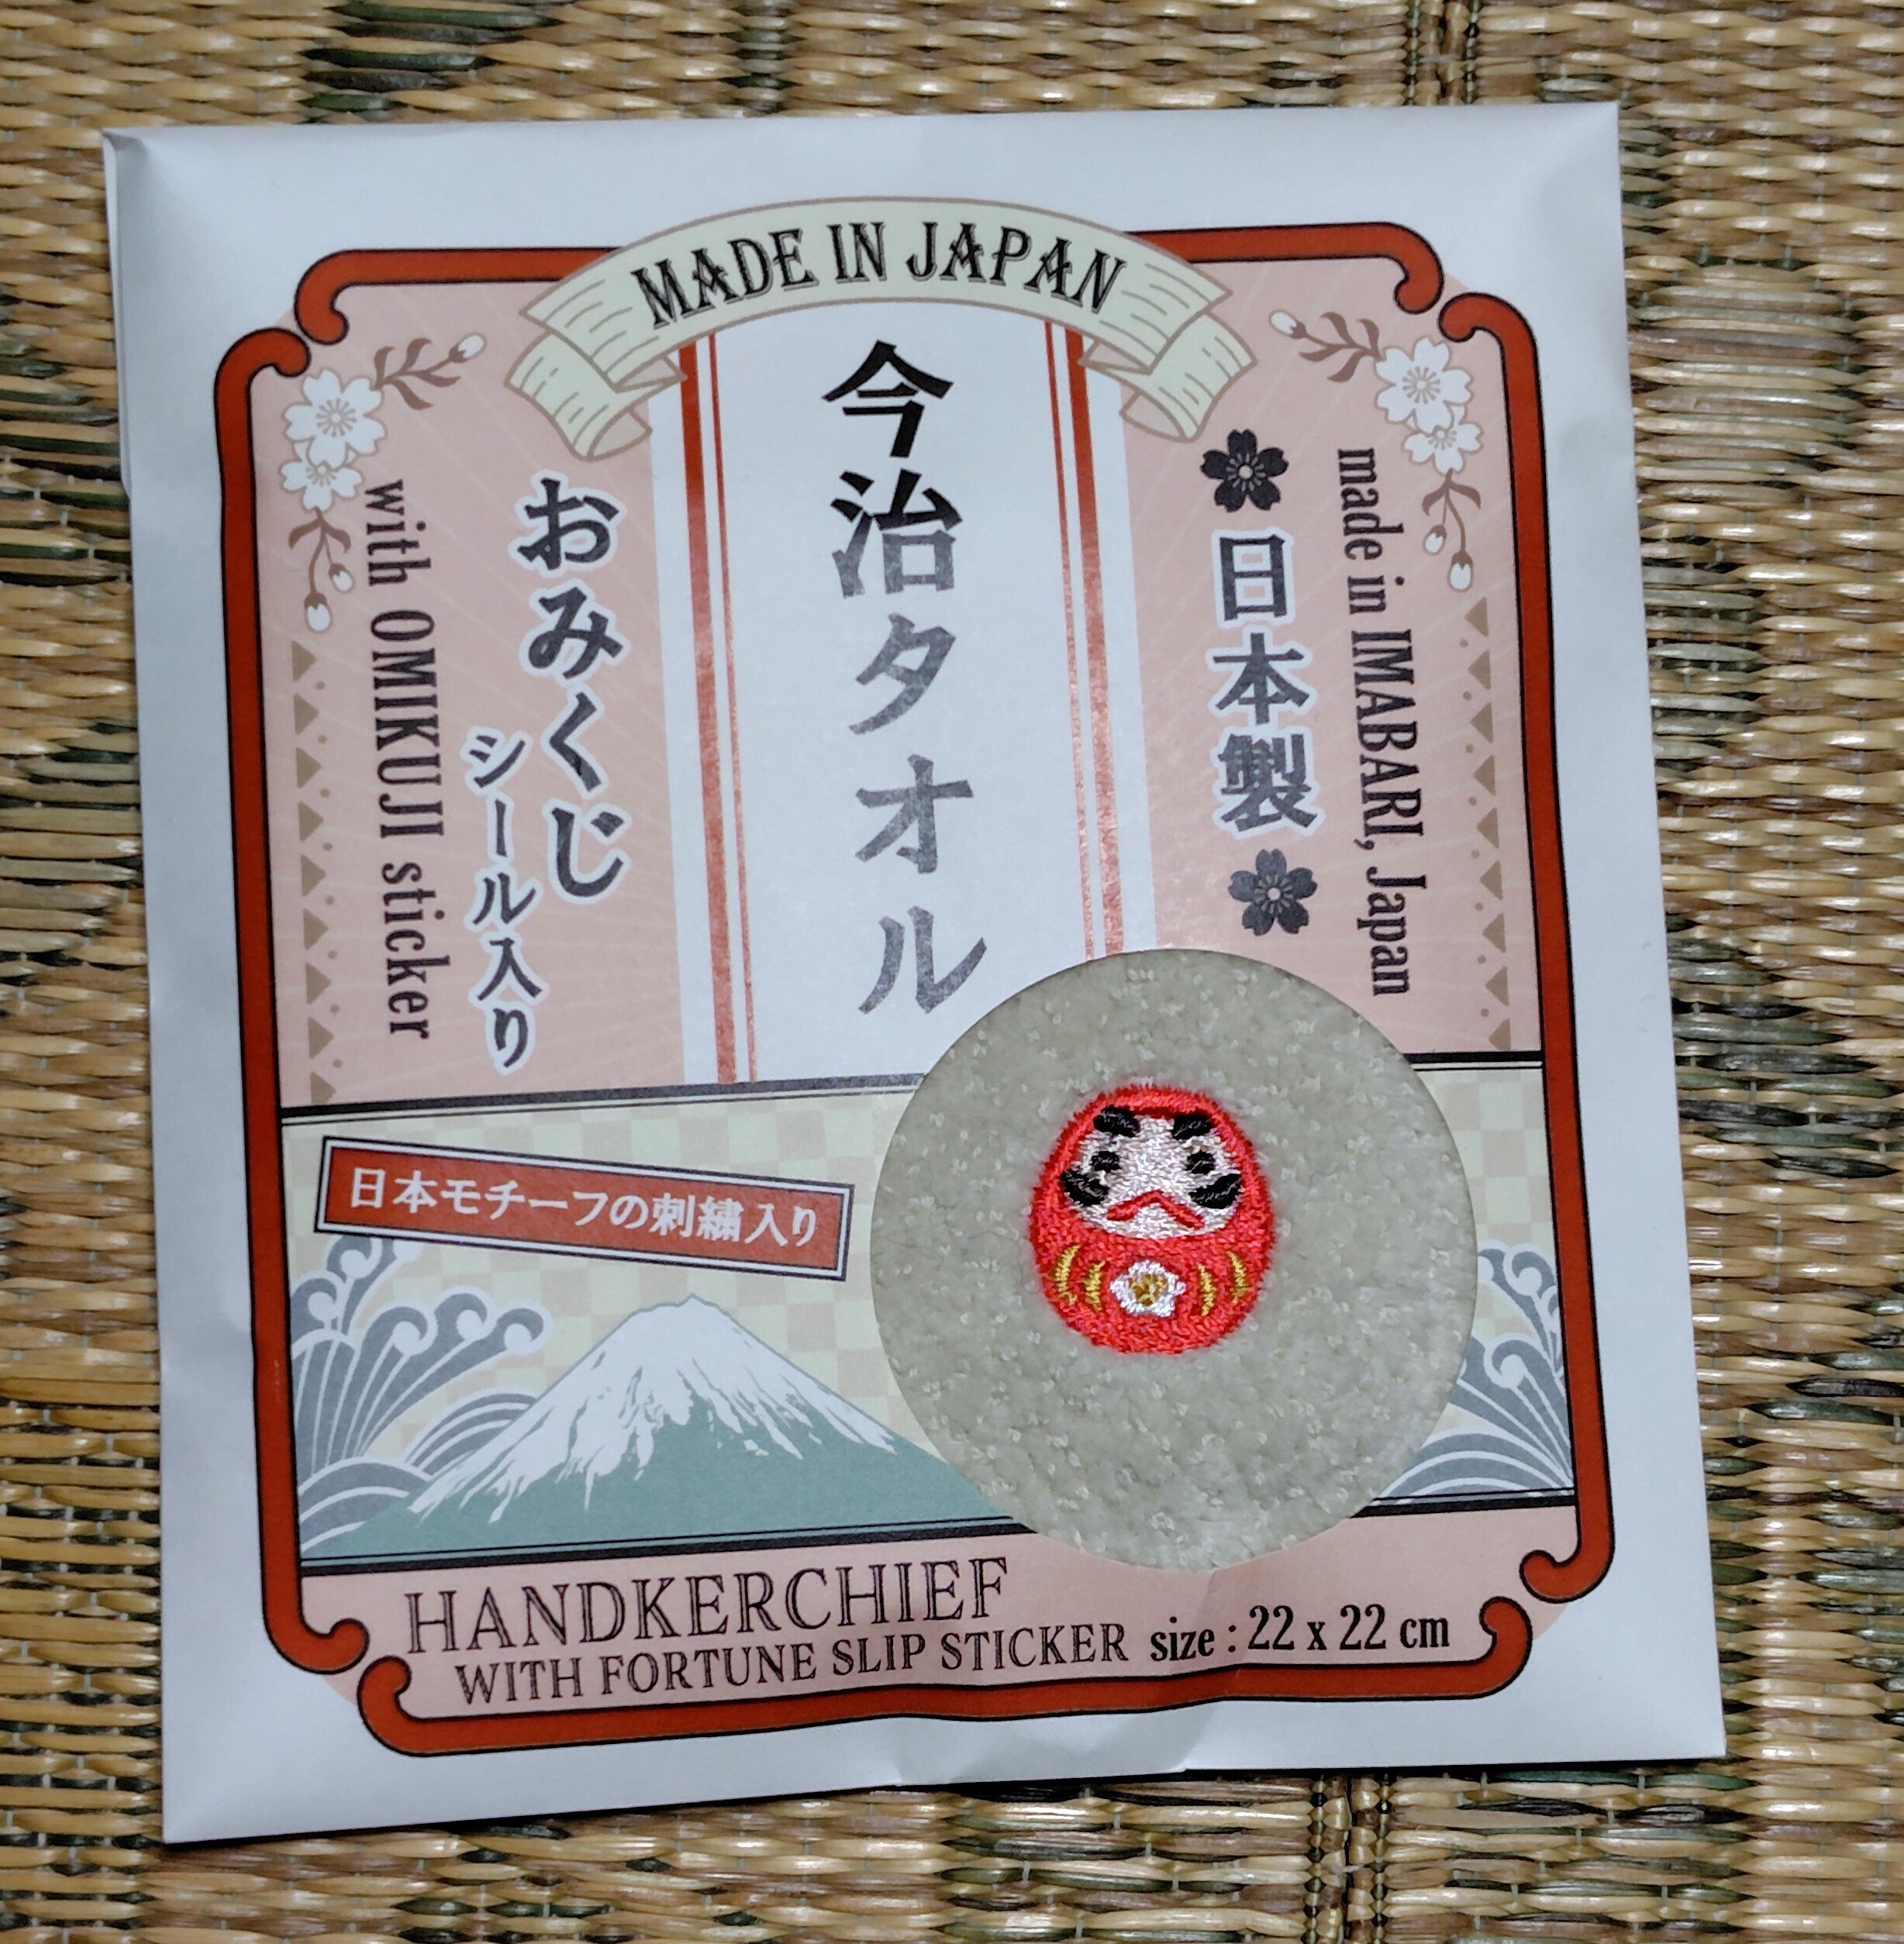 MADE IN JAPAN
made in IMABARI, Japan
日本製
今治タオル
おみくじ
シール入り
with OMIKUJI sticker
日本モチーフの刺繍入り
HANDKERCHIEF
WITH FORTUNE SLIP STICKER size : 22 x 22 cm